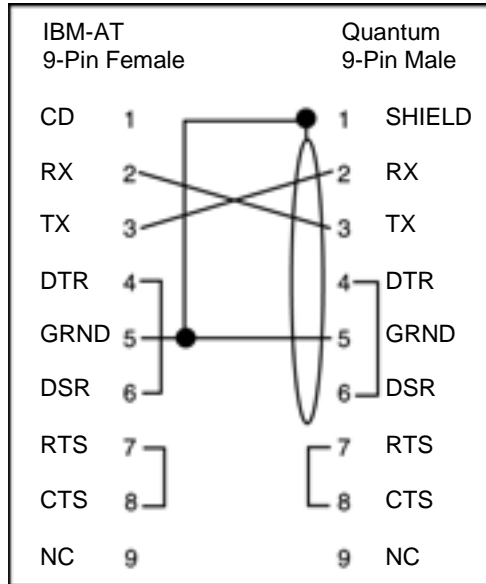 IBM-AT Quantum
9-Pin Female 9-Pin Male
CD 1 1 SHIELD
RX 2 2 RX
TX 3 3 TX
DTR 4 4 DTR
GRND 5 5 GRND
DSR 6 6 DSR
RTS 7 7 RTS
CTS 8 8 CTS
NC 9 9 NC